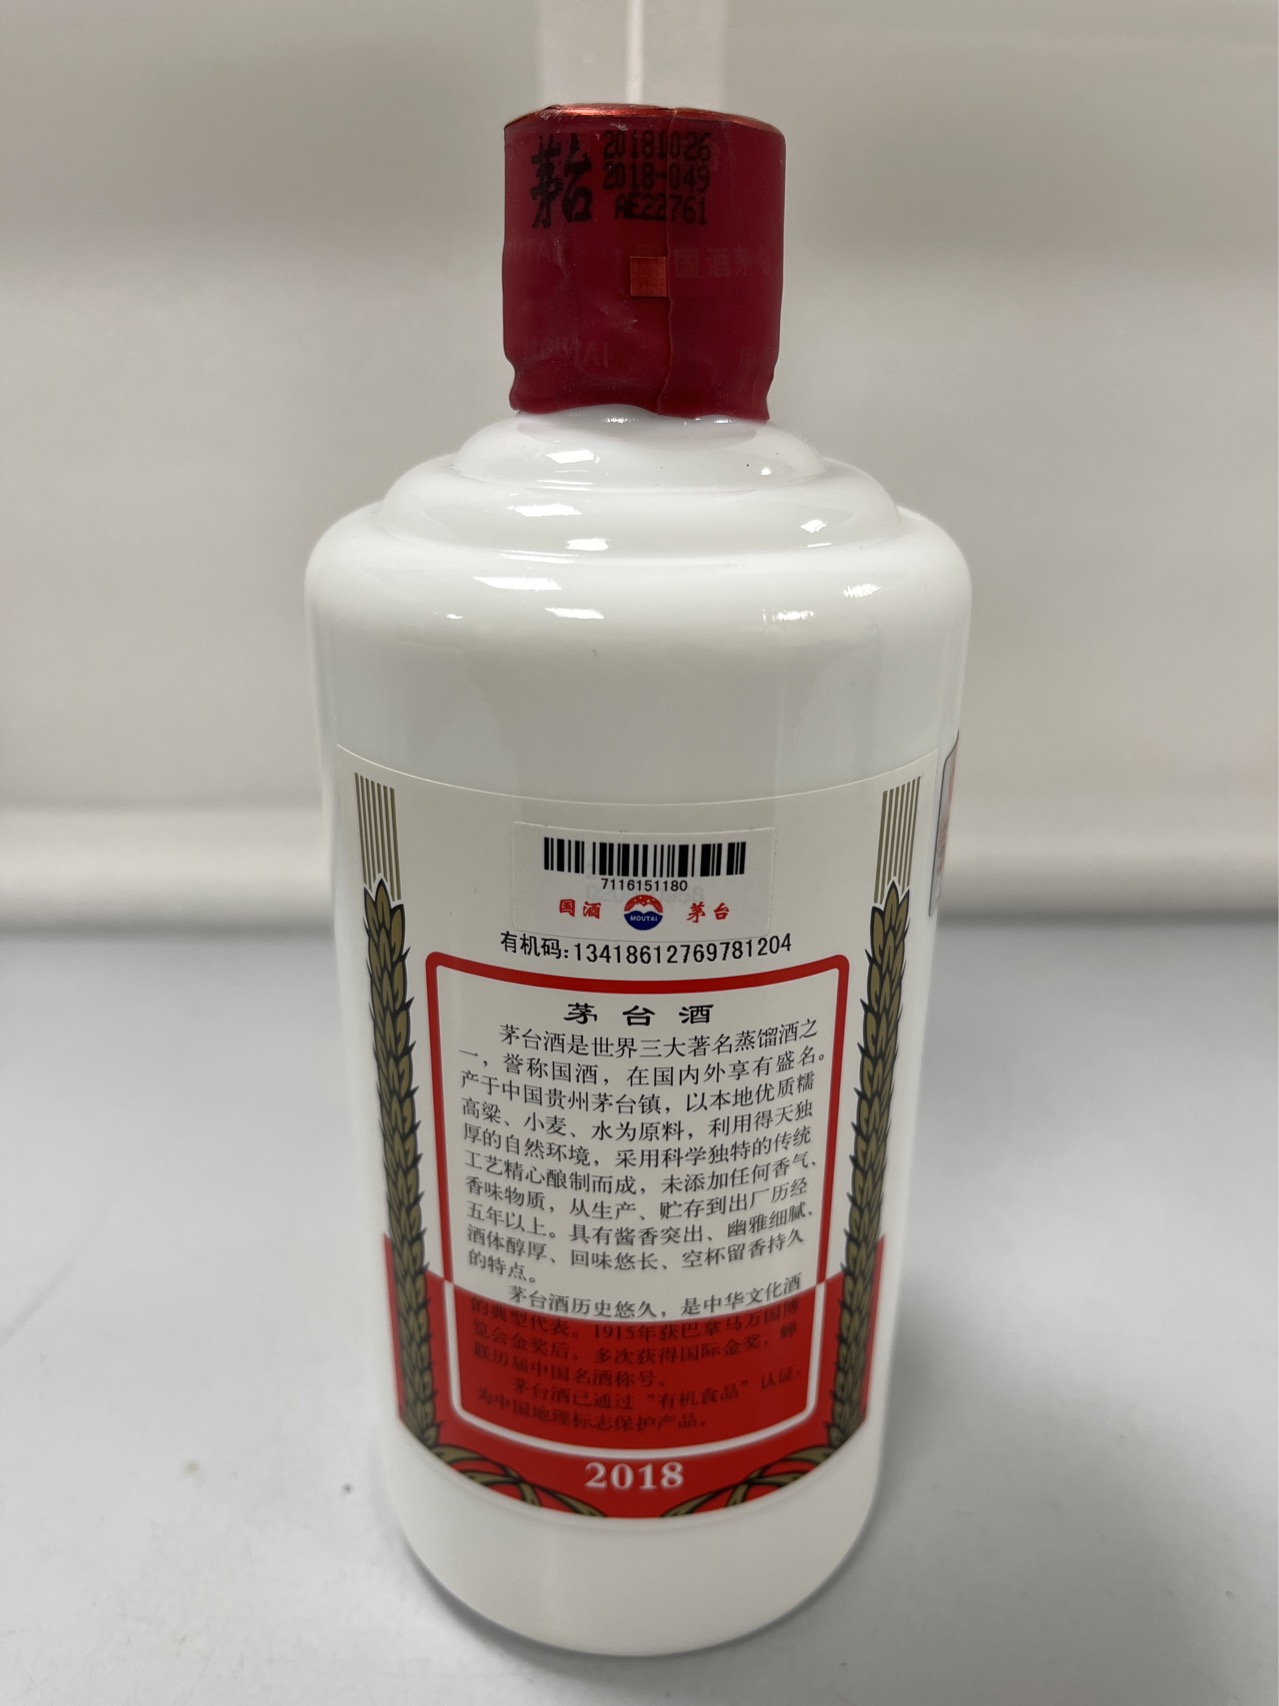 茅台
20181026
2018-049
AE22761
国酒茅
7116151180
国酒 MOUTAI 茅台
有机码:13418612769781204
茅台酒
茅台酒是世界三大著名蒸馏酒之
一，誉称国酒，在国内外享有盛名。
产于中国贵州茅台镇，以本地优质糯
高粱、小麦、水为原料，利用得天独
厚的自然环境，采用科学独特的传统
工艺精心酿制而成，未添加任何香气、
香味物质，从生产、贮存到出厂历经
五年以上。具有酱香突出、幽雅细腻、
酒体醇厚、回味悠长、空杯留香持久
的特点。
茅台酒历史悠久，是中华文化酒
的典型代表。1915年获巴拿马万国博
览会金奖后，多次获得国际金奖，蝉
联历届中国名酒称号。
茅台酒已通过“有机食品”认证，
为中国地理标志保护产品。
2018